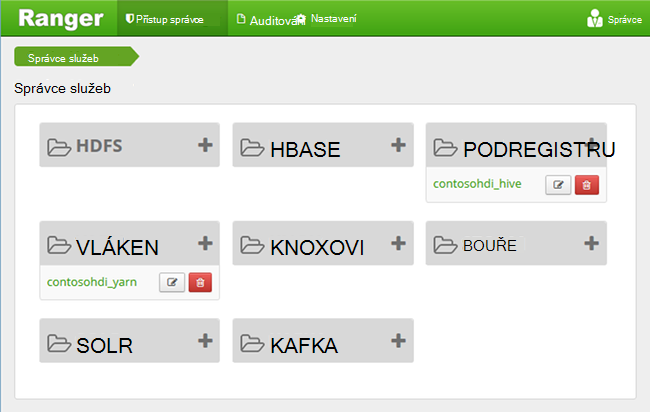 Ranger Přístup správce Auditování Nastavení Správce
Správce služeb
Správce služeb
HDFS HBASE PODREGISTRU
contosohdi_hive
VLÁKEN KNOXOVI BOUŘE
contosohdi_yarn
SOLR KAFKA